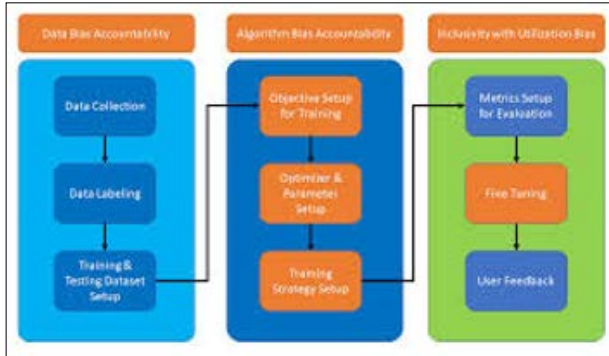 Data Bias Accountability
Algorithm Bias Accountability
Inclusivity with Utilization Bias
Data Collection
Data Labeling
Training &
Testing Dataset
Setup
Objective Setup
for Training
Optimizer &
Parameter
Setup
Training
Strategy Setup
Metrics Setup
for Evaluation
Fine Tuning
User Feedback